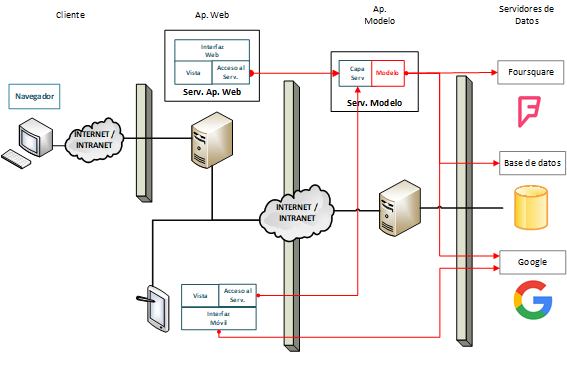 Cliente
Ap. Web
Ap.
Modelo
Servidores de
Datos
Navegador
Interfaz
Web
Vista
Acceso al
Serv.
Serv. Ap. Web
Capa
Serv
Modelo
Serv. Modelo
Foursquare
INTERNET /
INTRANET
Base de datos
INTERNET /
INTRANET
Google
Vista
Acceso al
Serv.
Interfaz
Móvil